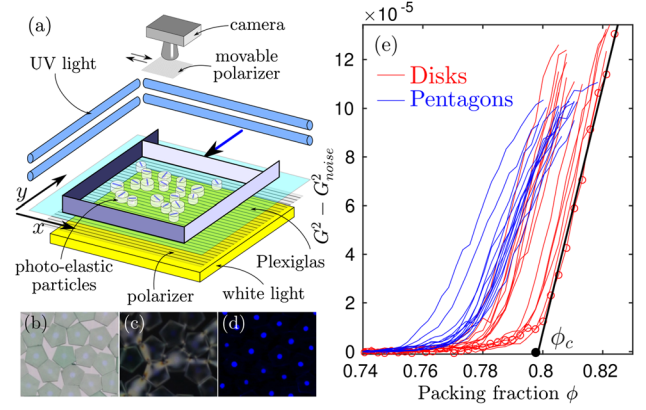 (a)
camera
movable
polarizer
UV light
y
x
photo-elastic
particles
polarizer
Plexiglas
white light
(b)
(c)
(d)
× 10⁻⁵
(e)
Disks
Pentagons
G² − G²noise
12
10
8
6
4
2
0
ϕc
0.74 0.76 0.78 0.8 0.82
Packing fraction ϕ